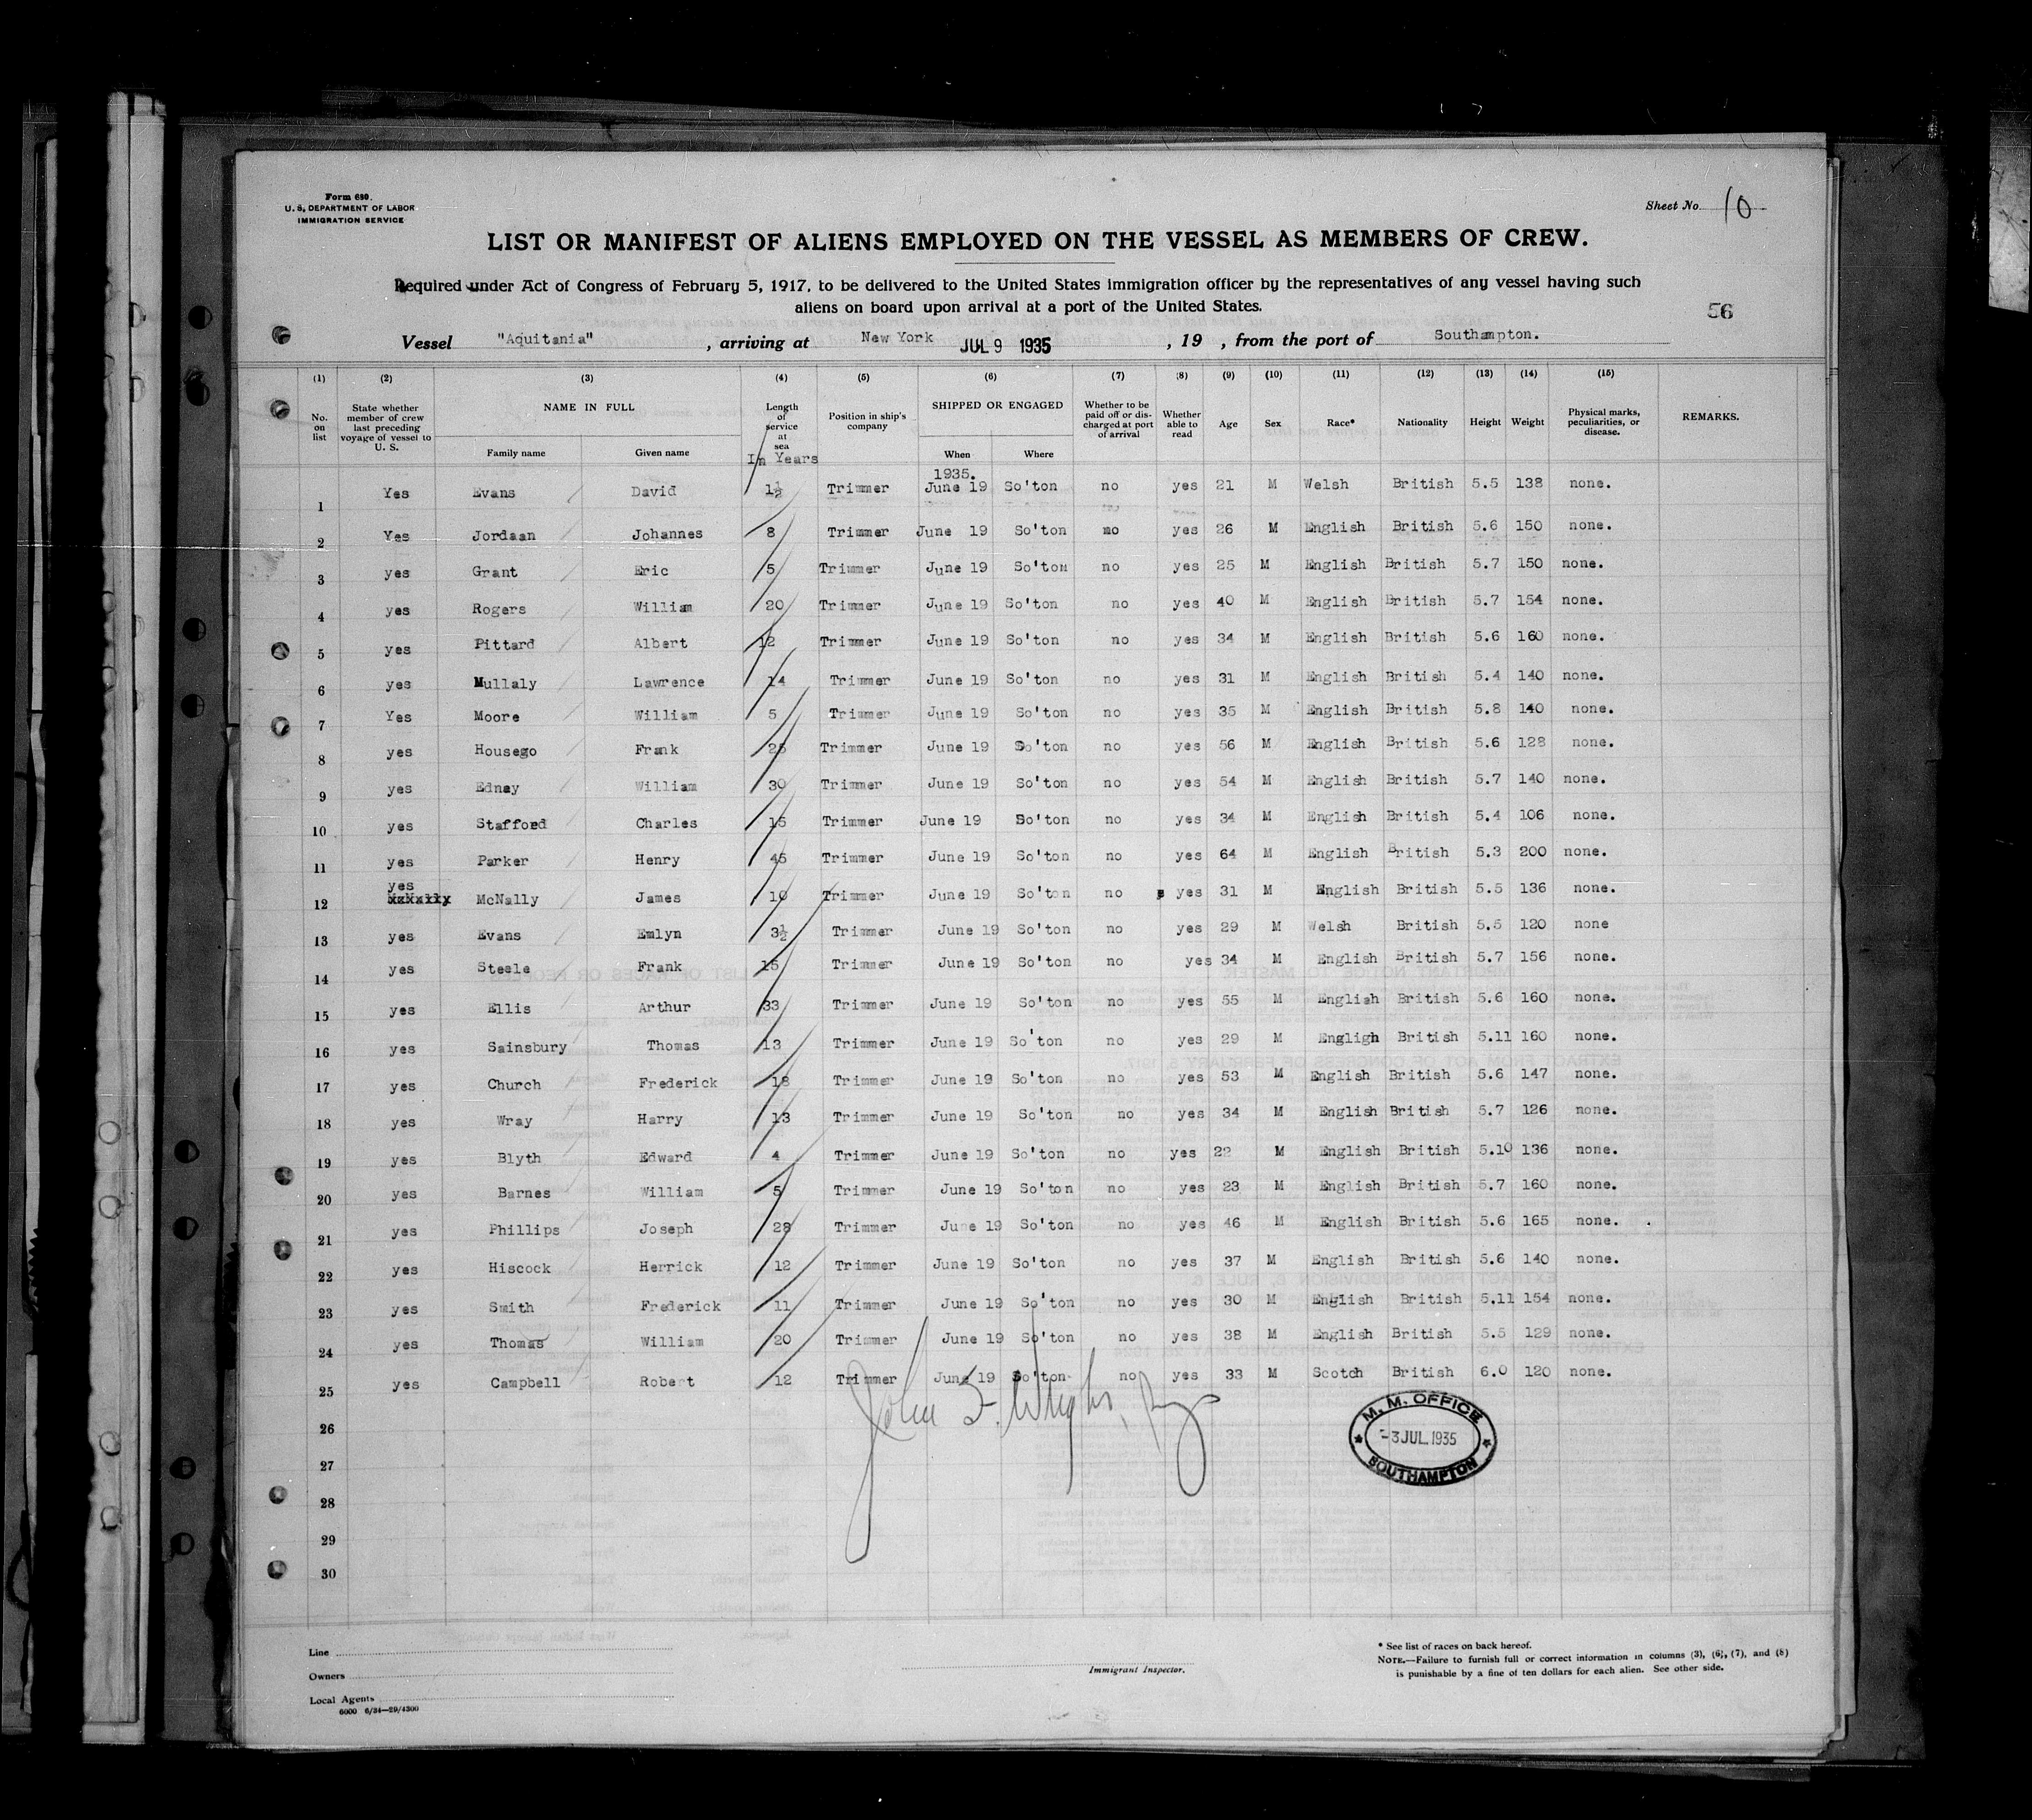 Form 680.
U. S. DEPARTMENT OF LABOR
IMMIGRATION SERVICE
Sheet No. 10
LIST OR MANIFEST OF ALIENS EMPLOYED ON THE VESSEL AS MEMBERS OF CREW.
Required under Act of Congress of February 5, 1917, to be delivered to the United States immigration officer by the representatives of any vessel having such
aliens on board upon arrival at a port of the United States.
56
Vessel "Aquitania" , arriving at New York JUL 9 1935 , 19 , from the port of Southampton.
(1) (2) (3) (4) (5) (6) (7) (8) (9) (10) (11) (12) (13) (14) (15)
No. on list State whether member of crew last preceding voyage of vessel to U. S. NAME IN FULL Length of service at sea Position in ship's company SHIPPED OR ENGAGED Whether to be paid off or discharged at port of arrival Whether able to read Age Sex Race* Nationality Height Weight Physical marks, peculiarities, or disease. REMARKS.
Family name Given name In Years When Where
1935.
1 Yes Evans David 1½ Trimmer June 19 So'ton no yes 21 M Welsh British 5.5 138 none.
2 Yes Jordaan Johannes 8 Trimmer June 19 So'ton no yes 26 M English British 5.6 150 none.
3 yes Grant Eric 5 Trimmer June 19 So'ton no yes 25 M English British 5.7 150 none.
4 yes Rogers William 20 Trimmer June 19 So'ton no yes 40 M English British 5.7 154 none.
5 yes Pittard Albert 12 Trimmer June 19 So'ton no yes 34 M English British 5.6 160 none.
6 yes Mullaly Lawrence 14 Trimmer June 19 So'ton no yes 31 M English British 5.4 140 none.
7 Yes Moore William 5 Trimmer June 19 So'ton no yes 35 M English British 5.8 140 none.
8 yes Housego Frank 25 Trimmer June 19 So'ton no yes 56 M English British 5.6 128 none.
9 yes Edney William 30 Trimmer June 19 So'ton no yes 54 M English British 5.7 140 none.
10 yes Stafford Charles 15 Trimmer June 19 So'ton no yes 34 M English British 5.4 106 none.
11 yes Parker Henry 45 Trimmer June 19 So'ton no yes 64 M English British 5.3 200 none.
12 yes McNally James 10 Trimmer June 19 So'ton no yes 31 M English British 5.5 136 none.
13 yes Evans Emlyn 3½ Trimmer June 19 So'ton no yes 29 M Welsh British 5.5 120 none
14 yes Steele Frank 15 Trimmer June 19 So'ton no yes 34 M English British 5.7 156 none.
15 yes Ellis Arthur 33 Trimmer June 19 So'ton no yes 55 M English British 5.6 160 none.
16 yes Sainsbury Thomas 13 Trimmer June 19 So'ton no yes 29 M Engligh British 5.11 160 none.
17 yes Church Frederick 18 Trimmer June 19 So'ton no yes 53 M English British 5.6 147 none.
18 yes Wray Harry 13 Trimmer June 19 So'ton no yes 34 M English British 5.7 126 none.
19 yes Blyth Edward 4 Trimmer June 19 So'ton no yes 22 M English British 5.10 136 none.
20 yes Barnes William 5 Trimmer June 19 So'ton no yes 23 M English British 5.7 160 none.
21 yes Phillips Joseph 28 Trimmer June 19 So'ton no yes 46 M English British 5.6 165 none.
22 yes Hiscock Herrick 12 Trimmer June 19 So'ton no yes 37 M English British 5.6 140 none.
23 yes Smith Frederick 11 Trimmer June 19 So'ton no yes 30 M English British 5.11 154 none.
24 yes Thomas William 20 Trimmer June 19 So'ton no yes 38 M English British 5.5 129 none.
25 yes Campbell Robert 12 Trimmer June 19 So'ton no yes 33 M Scotch British 6.0 120 none.
26
27
28
29
30
M. M. OFFICE
-3 JUL 1935
SOUTHAMPTON
Line
Owners
Local Agents
6000 6/34—29/4300
Immigrant Inspector.
* See list of races on back hereof.
NOTE.—Failure to furnish full or correct information in columns (3), (6), (7), and (8)
is punishable by a fine of ten dollars for each alien. See other side.